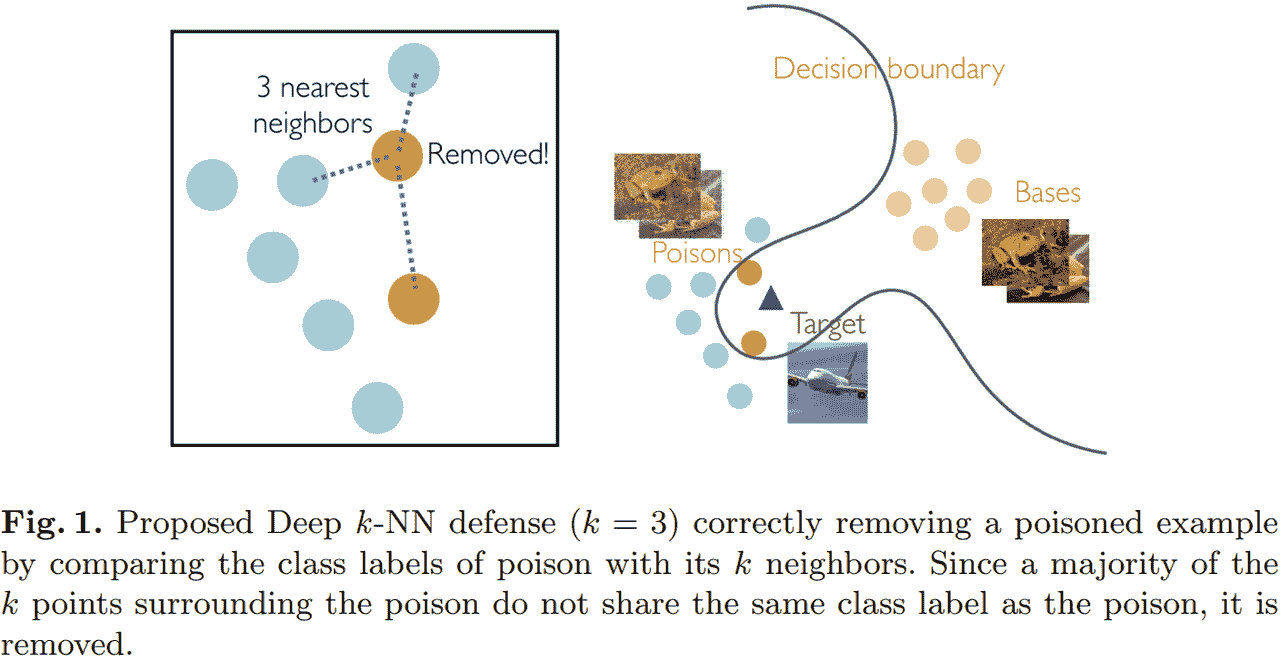 3 nearest
neighbors
Removed!
Decision boundary
Bases
Poisons
Target
Fig. 1. Proposed Deep k-NN defense (k = 3) correctly removing a poisoned example
by comparing the class labels of poison with its k neighbors. Since a majority of the
k points surrounding the poison do not share the same class label as the poison, it is
removed.